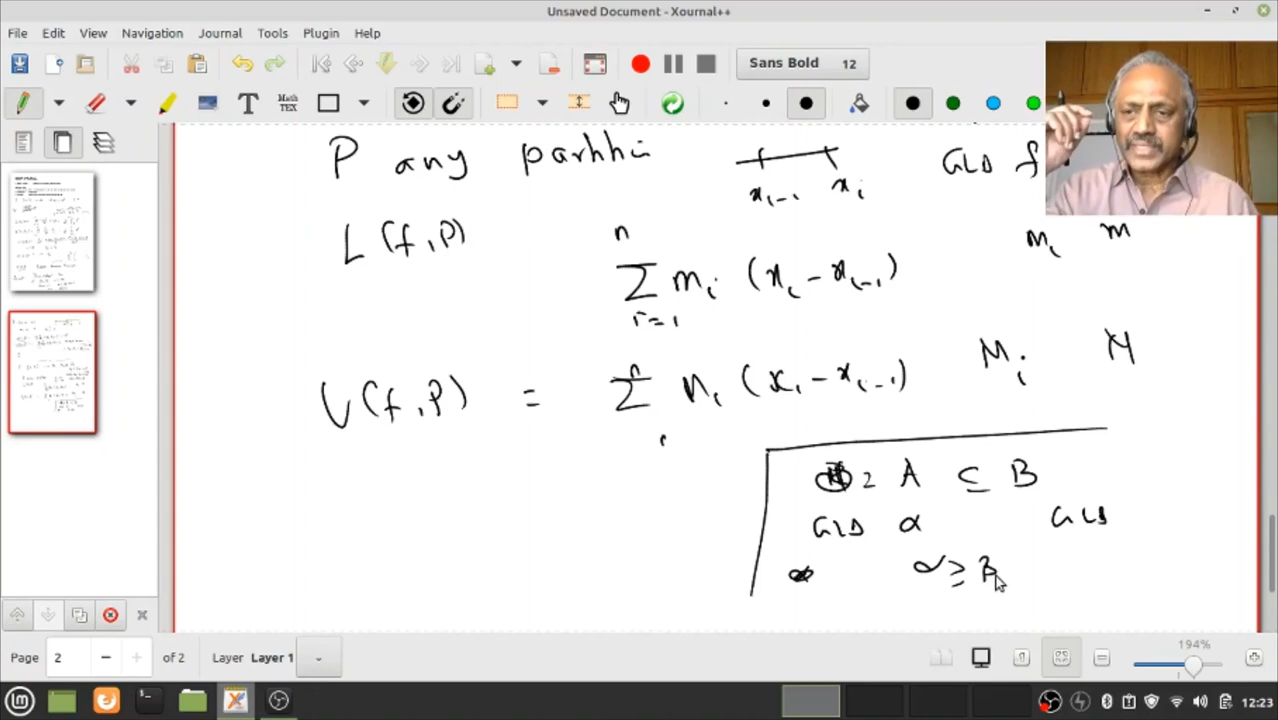 Unsaved Document - Xournal++
File Edit View Navigation Journal Tools Plugin Help
Sans Bold 12
Math TEX
P any
x_{i-1} x_i
GLB f
L (f, P)
n
∑ m_i (x_i - x_{i-1})
i=1
m_i m
U (f, P) = ∑ M_i (x_i - x_{i-1})
n
M_i M
A ⊆ B
GLB α GLB
α ≥ β
Page 2 of 2 Layer Layer 1
194%
12:23